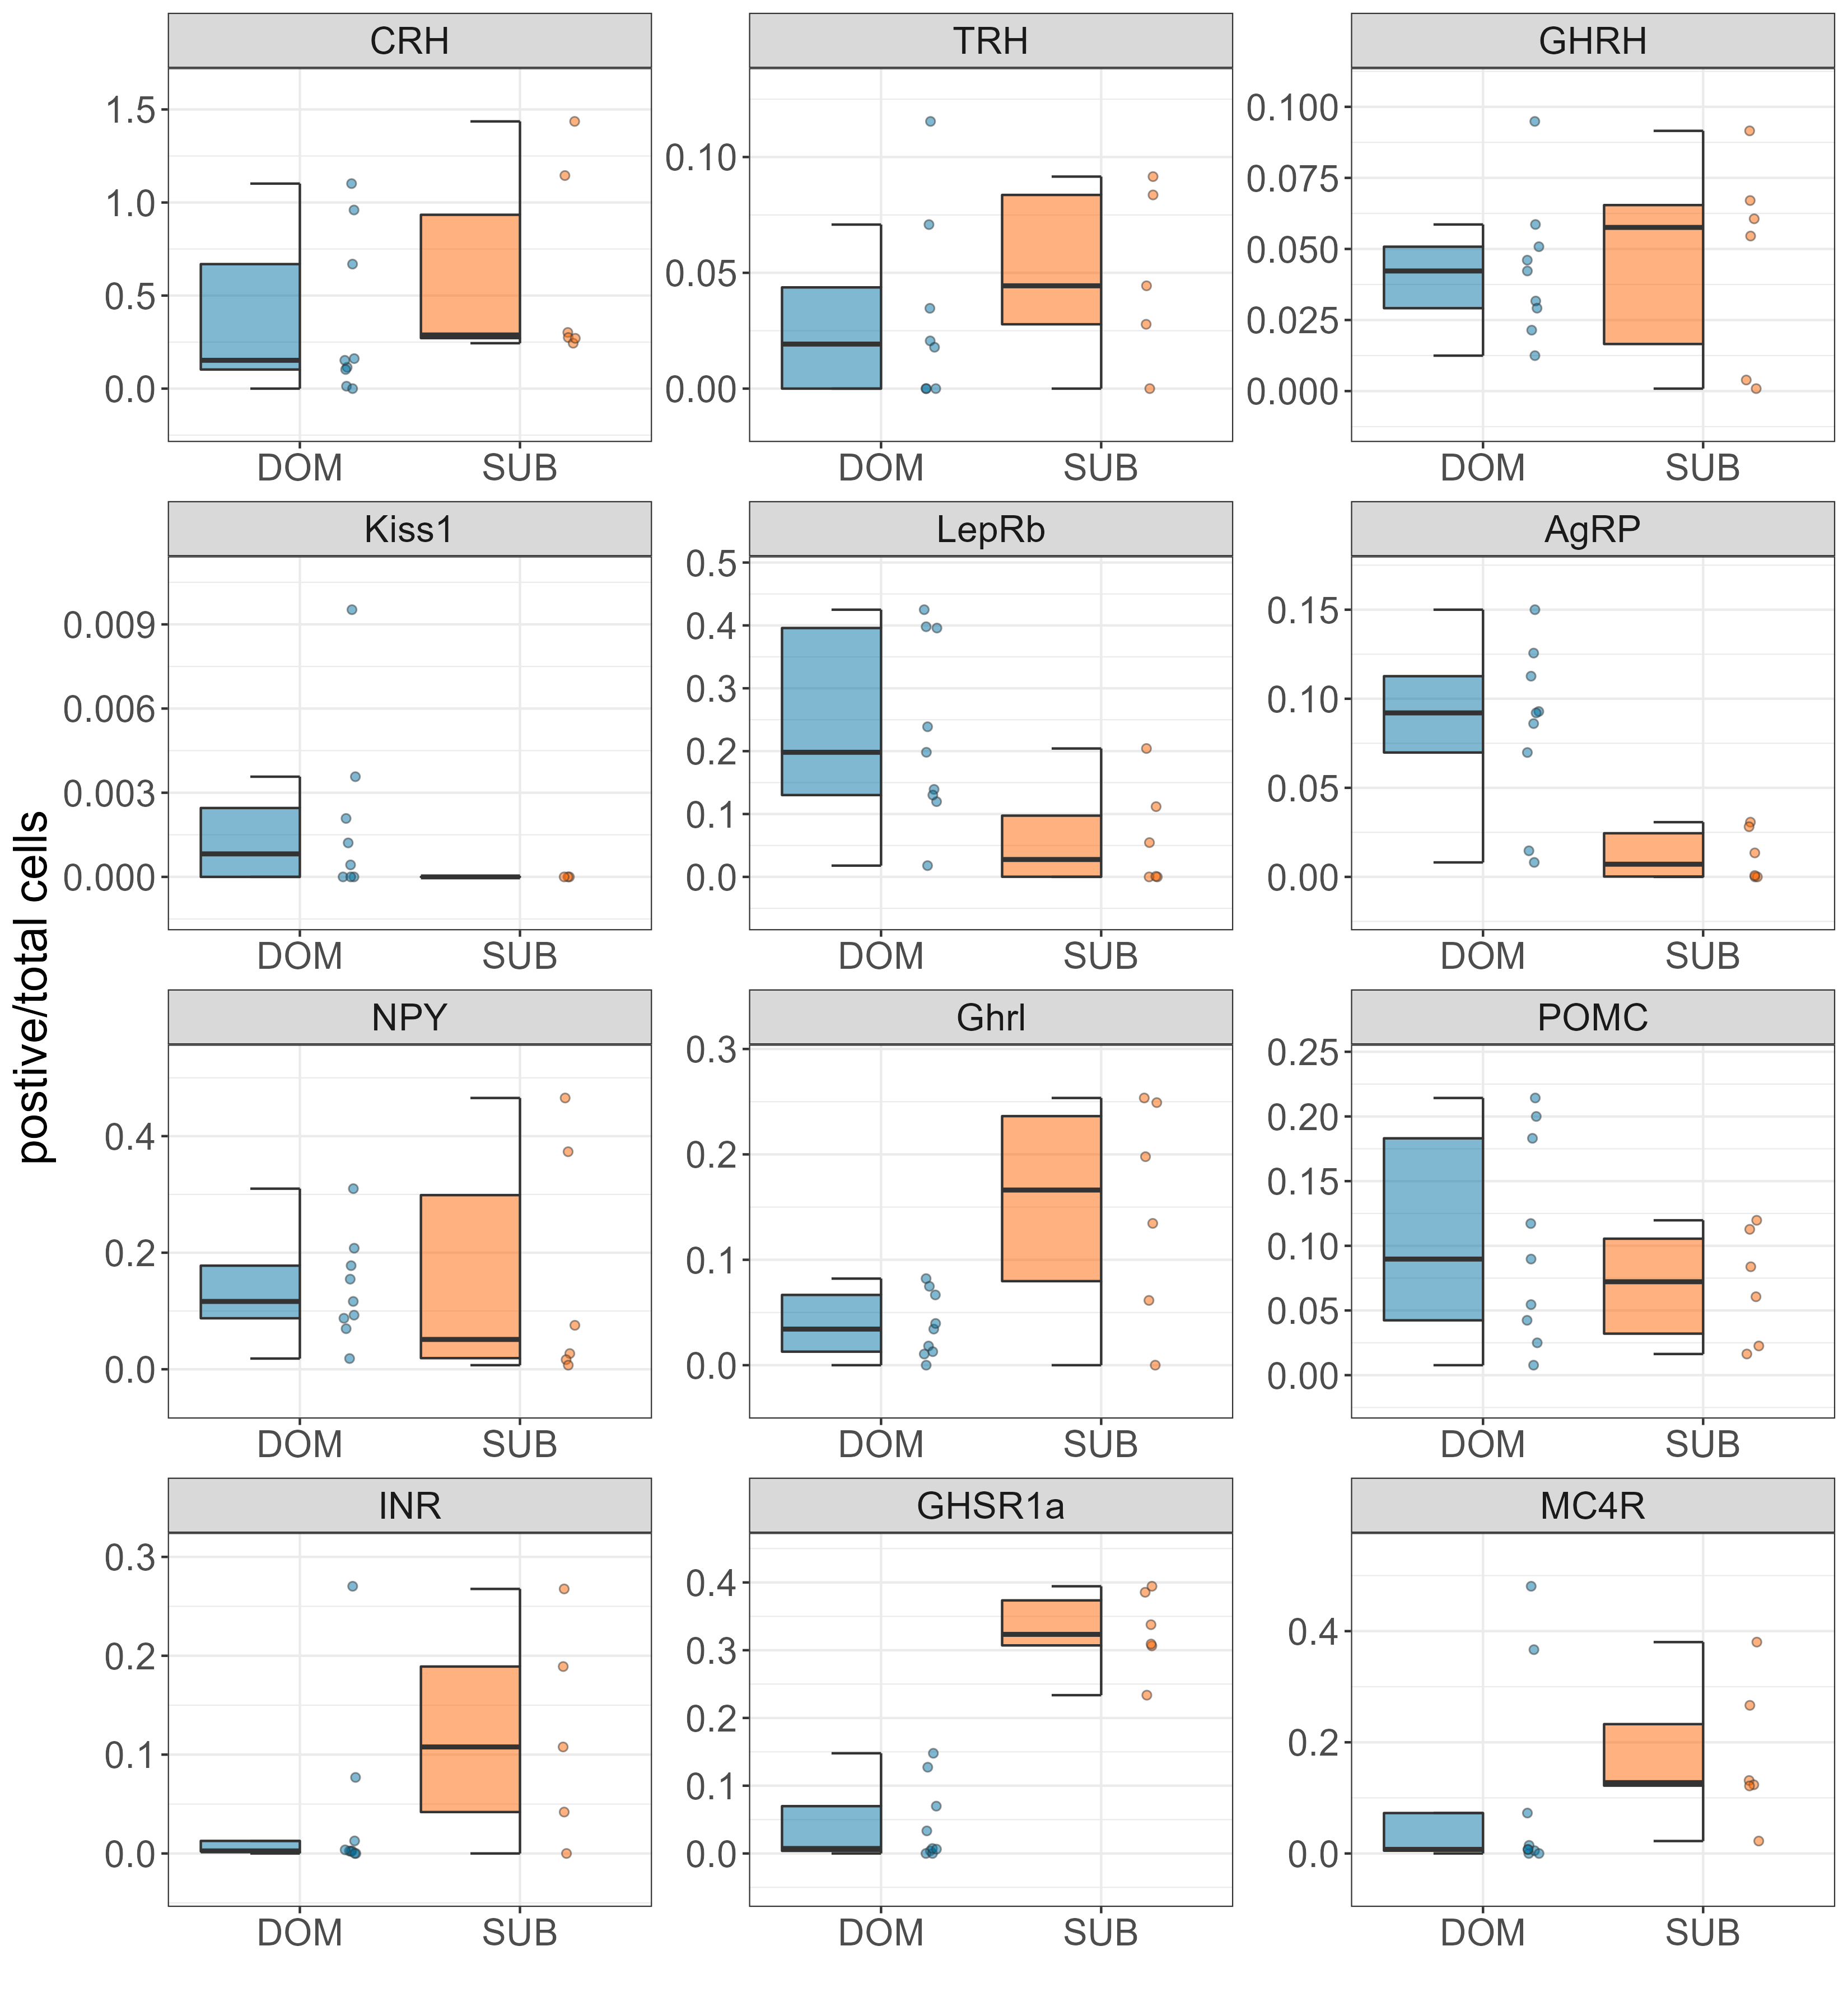 CRH TRH GHRH
1.5 1.0 0.5 0.0
0.10 0.05 0.00
0.100 0.075 0.050 0.025 0.000
DOM SUB DOM SUB DOM SUB
Kiss1 LepRb AgRP
0.009 0.006 0.003 0.000
0.5 0.4 0.3 0.2 0.1 0.0
0.15 0.10 0.05 0.00
DOM SUB DOM SUB DOM SUB
postive/total cells
NPY Ghrl POMC
0.4 0.2 0.0
0.3 0.2 0.1 0.0
0.25 0.20 0.15 0.10 0.05 0.00
DOM SUB DOM SUB DOM SUB
INR GHSR1a MC4R
0.3 0.2 0.1 0.0
0.4 0.3 0.2 0.1 0.0
0.4 0.2 0.0
DOM SUB DOM SUB DOM SUB